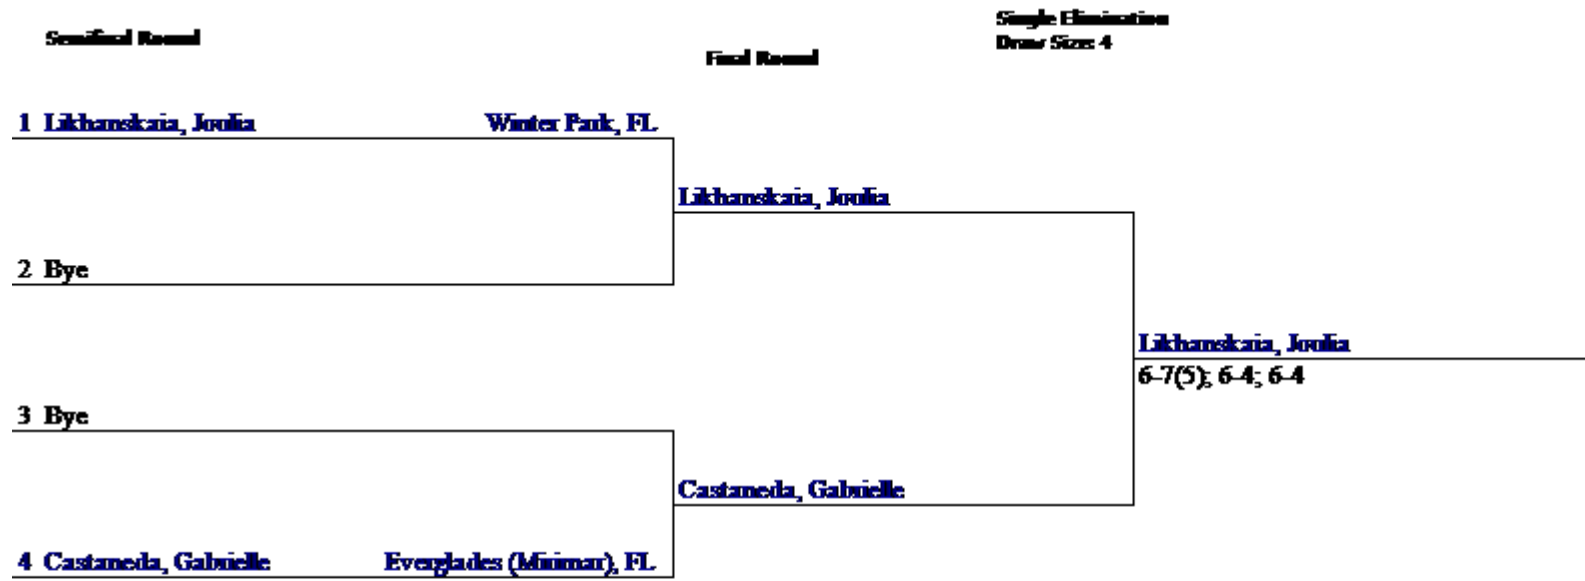 Single Elimination
Semifinal Round
Draw Size: 4
Final Round
1 Likhanskaia, Joulia Winter Park, FL
Likhanskaia, Joulia
2 Bye
Likhanskaia, Joulia
6-7(5); 6-4; 6-4
3 Bye
Castaneda, Gabrielle
4 Castaneda, Gabrielle Everglades (Mirimar), FL